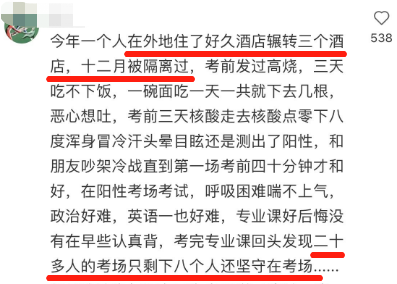 今年一个人在外地住了好久酒店辗转三个酒
店，十二月被隔离过，考前发过高烧，三天
吃不下饭，一碗面吃一天一共就下去几根，
恶心想吐，考前三天核酸走去核酸点零下八
度浑身冒冷汗头晕目眩还是测出了阳性，和
朋友吵架冷战直到第一场考前四十分钟才和
好，在阳性考场考试，呼吸困难喘不上气，
政治好难，英语一也好难，专业课好后悔没
有在早些认真背，考完专业课回头发现二十
多人的考场只剩下八个人还坚守在考场......
538